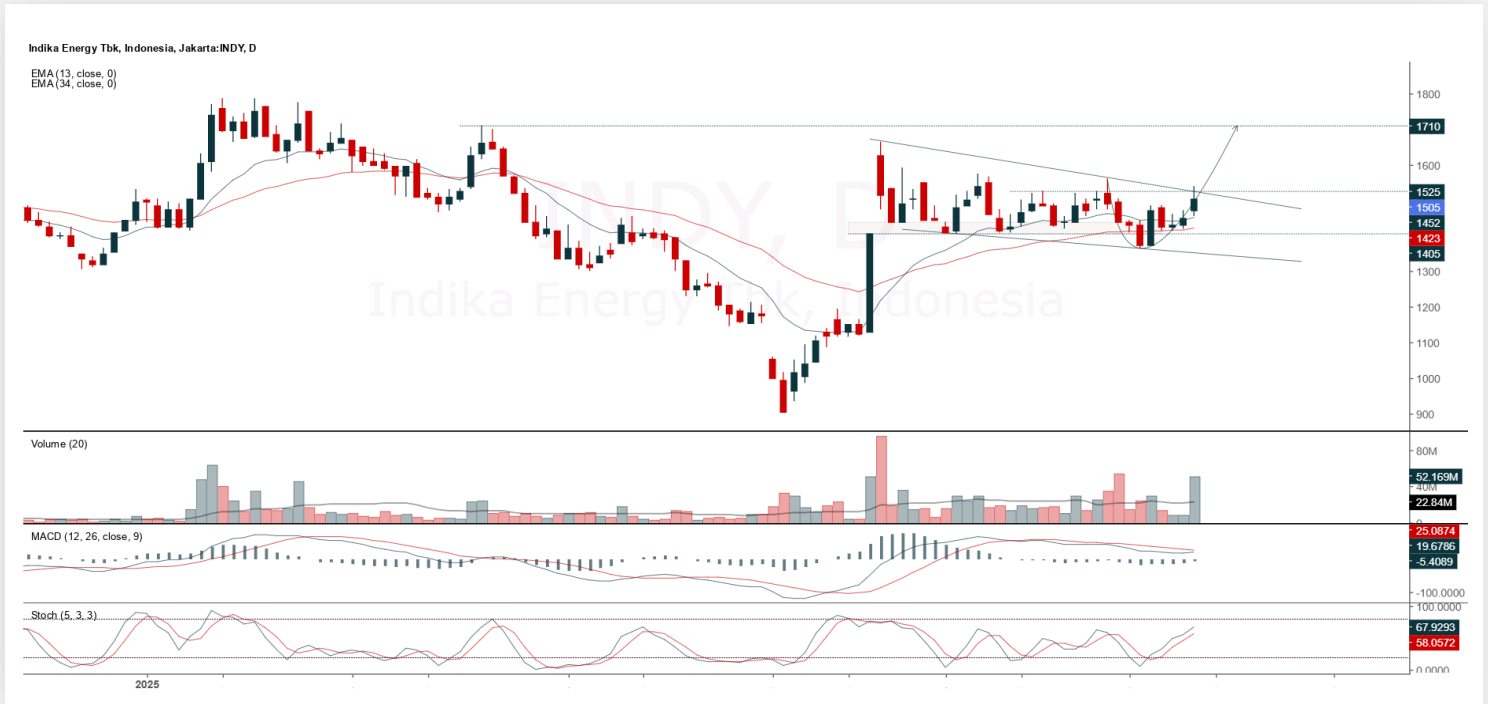 Indika Energy Tbk, Indonesia, Jakarta:INDY, D
EMA (13, close, 0)
EMA (34, close, 0)
INDY, D
Indika Energy Tbk, Indonesia
1800
1710
1600
1525
1505
1452
1423
1405
1300
1200
1100
1000
900
Volume (20)
80M
52.169M
40M
22.84M
0
MACD (12, 26, close, 9)
25.0874
19.6786
-5.4089
-100.0000
Stoch (5, 3, 3)
100.0000
67.9293
58.0572
0.0000
2025